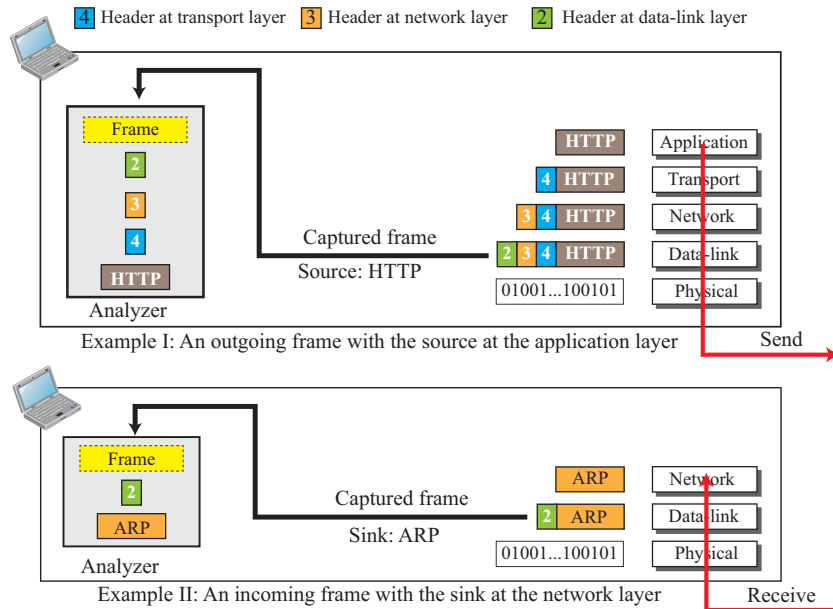 4 Header at transport layer 3 Header at network layer 2 Header at data-link layer
Frame
2
3
4
HTTP
Analyzer
Captured frame
Source: HTTP
HTTP Application
4 HTTP Transport
3 4 HTTP Network
2 3 4 HTTP Data-link
01001...100101 Physical
Send
Example I: An outgoing frame with the source at the application layer
Frame
2
ARP
Analyzer
Captured frame
Sink: ARP
ARP Network
2 ARP Data-link
01001...100101 Physical
Receive
Example II: An incoming frame with the sink at the network layer